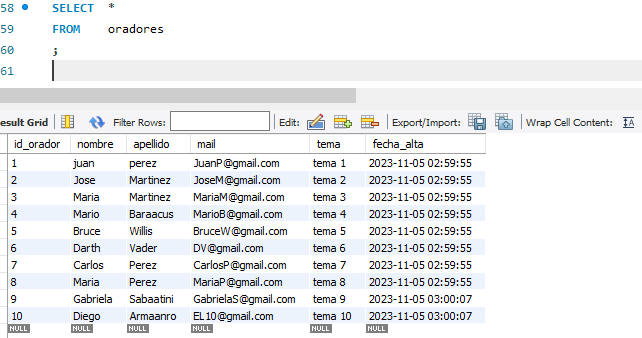 58 SELECT *
59 FROM oradores
60 ;
61
esult Grid Filter Rows: Edit: Export/Import: Wrap Cell Content:
id_orador nombre apellido mail tema fecha_alta
1 juan perez JuanP@gmail.com tema 1 2023-11-05 02:59:55
2 Jose Martinez JoseM@gmail.com tema 2 2023-11-05 02:59:55
3 Maria Martinez MariaM@gmail.com tema 3 2023-11-05 02:59:55
4 Mario Baraacus MarioB@gmail.com tema 4 2023-11-05 02:59:55
5 Bruce Willis BruceW@gmail.com tema 5 2023-11-05 02:59:55
6 Darth Vader DV@gmail.com tema 6 2023-11-05 02:59:55
7 Carlos Perez CarlosP@gmail.com tema 7 2023-11-05 02:59:55
8 Maria Perez MariaP@gmail.com tema 8 2023-11-05 02:59:55
9 Gabriela Sabaatini GabrielaS@gmail.com tema 9 2023-11-05 03:00:07
10 Diego Armaanro EL10@gmail.com tema 10 2023-11-05 03:00:07
NULL NULL NULL NULL NULL NULL